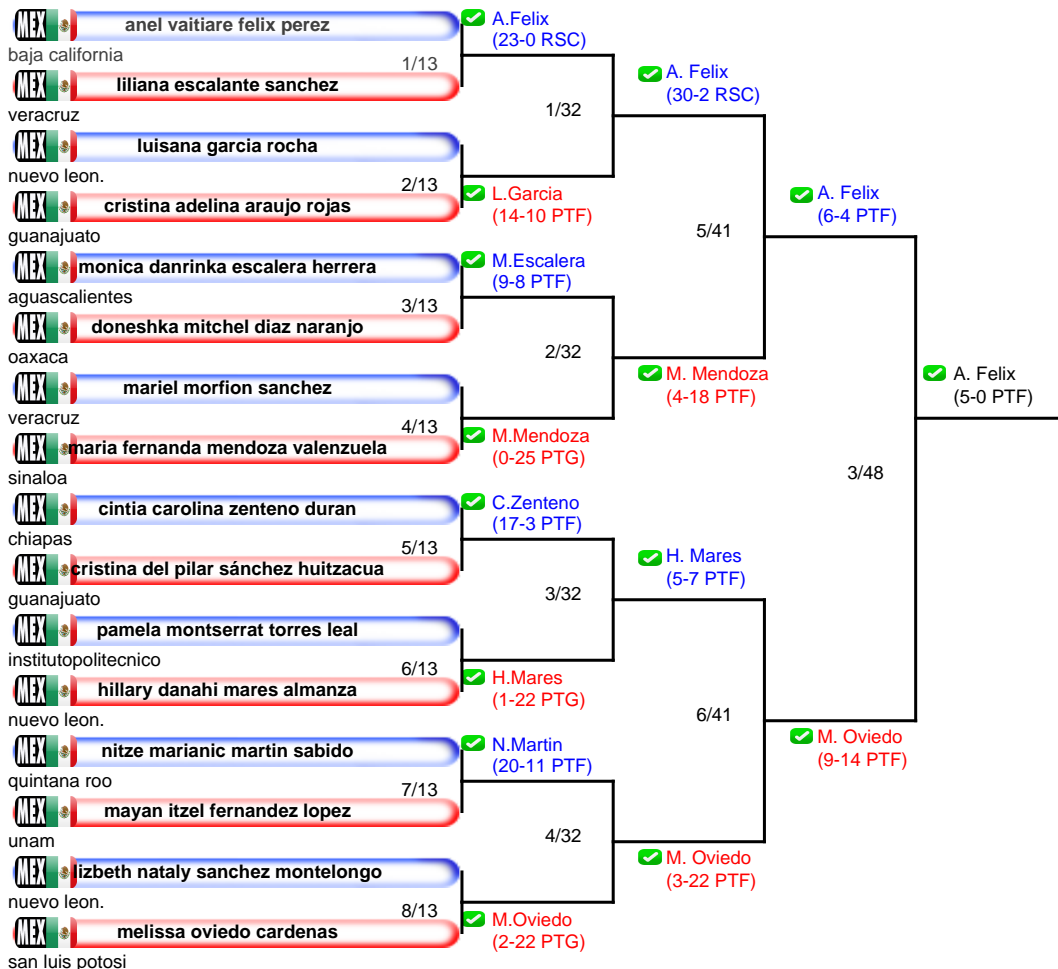 MEX anel vaitiare felix perez
A.Felix
(23-0 RSC)
baja california
1/13
MEX liliana escalante sanchez
A. Felix
(30-2 RSC)
1/32
veracruz
MEX luisana garcia rocha
nuevo leon.
2/13
MEX cristina adelina araujo rojas
L.Garcia
(14-10 PTF)
A. Felix
(6-4 PTF)
guanajuato
5/41
MEX monica danrinka escalera herrera
M.Escalera
(9-8 PTF)
aguascalientes
3/13
MEX doneshka mitchel diaz naranjo
oaxaca
2/32
MEX mariel morfion sanchez
M. Mendoza
(4-18 PTF)
A. Felix
(5-0 PTF)
veracruz
4/13
MEX maria fernanda mendoza valenzuela
M.Mendoza
(0-25 PTG)
sinaloa
3/48
MEX cintia carolina zenteno duran
C.Zenteno
(17-3 PTF)
chiapas
5/13
MEX cristina del pilar sánchez huitzacua
H. Mares
(5-7 PTF)
guanajuato
3/32
MEX pamela montserrat torres leal
institutopolitecnico
6/13
MEX hillary danahi mares almanza
H.Mares
(1-22 PTG)
nuevo leon.
6/41
MEX nitze marianic martin sabido
N.Martin
(20-11 PTF)
M. Oviedo
(9-14 PTF)
quintana roo
7/13
MEX mayan itzel fernandez lopez
unam
4/32
MEX lizbeth nataly sanchez montelongo
M. Oviedo
(3-22 PTF)
nuevo leon.
8/13
MEX melissa oviedo cardenas
M.Oviedo
(2-22 PTG)
san luis potosi